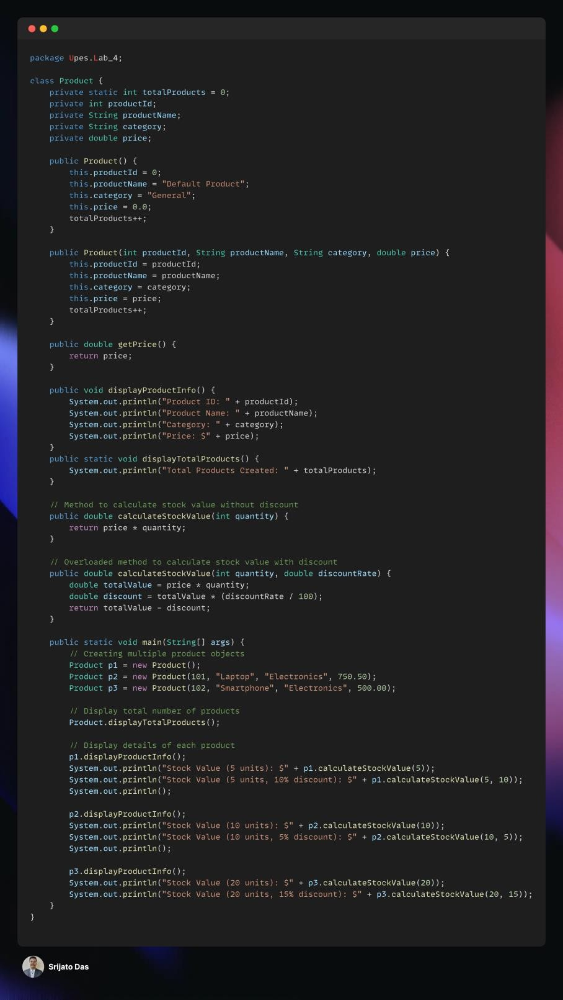 package Upes.Lab_4;

class Product {
    private static int totalProducts = 0;
    private int productId;
    private String productName;
    private String category;
    private double price;

    public Product() {
        this.productId = 0;
        this.productName = "Default Product";
        this.category = "General";
        this.price = 0.0;
        totalProducts++;
    }

    public Product(int productId, String productName, String category, double price) {
        this.productId = productId;
        this.productName = productName;
        this.category = category;
        this.price = price;
        totalProducts++;
    }

    public double getPrice() {
        return price;
    }

    public void displayProductInfo() {
        System.out.println("Product ID: " + productId);
        System.out.println("Product Name: " + productName);
        System.out.println("Category: " + category);
        System.out.println("Price: $" + price);
    }
    public static void displayTotalProducts() {
        System.out.println("Total Products Created: " + totalProducts);
    }

    // Method to calculate stock value without discount
    public double calculateStockValue(int quantity) {
        return price * quantity;
    }

    // Overloaded method to calculate stock value with discount
    public double calculateStockValue(int quantity, double discountRate) {
        double totalValue = price * quantity;
        double discount = totalValue * (discountRate / 100);
        return totalValue - discount;
    }

    public static void main(String[] args) {
        // Creating multiple product objects
        Product p1 = new Product();
        Product p2 = new Product(101, "Laptop", "Electronics", 750.50);
        Product p3 = new Product(102, "Smartphone", "Electronics", 500.00);

        // Display total number of products
        Product.displayTotalProducts();

        // Display details of each product
        p1.displayProductInfo();
        System.out.println("Stock Value (5 units): $" + p1.calculateStockValue(5));
        System.out.println("Stock Value (5 units, 10% discount): $" + p1.calculateStockValue(5, 10));
        System.out.println();

        p2.displayProductInfo();
        System.out.println("Stock Value (10 units): $" + p2.calculateStockValue(10));
        System.out.println("Stock Value (10 units, 5% discount): $" + p2.calculateStockValue(10, 5));
        System.out.println();

        p3.displayProductInfo();
        System.out.println("Stock Value (20 units): $" + p3.calculateStockValue(20));
        System.out.println("Stock Value (20 units, 15% discount): $" + p3.calculateStockValue(20, 15));
    }
}

Srijato Das